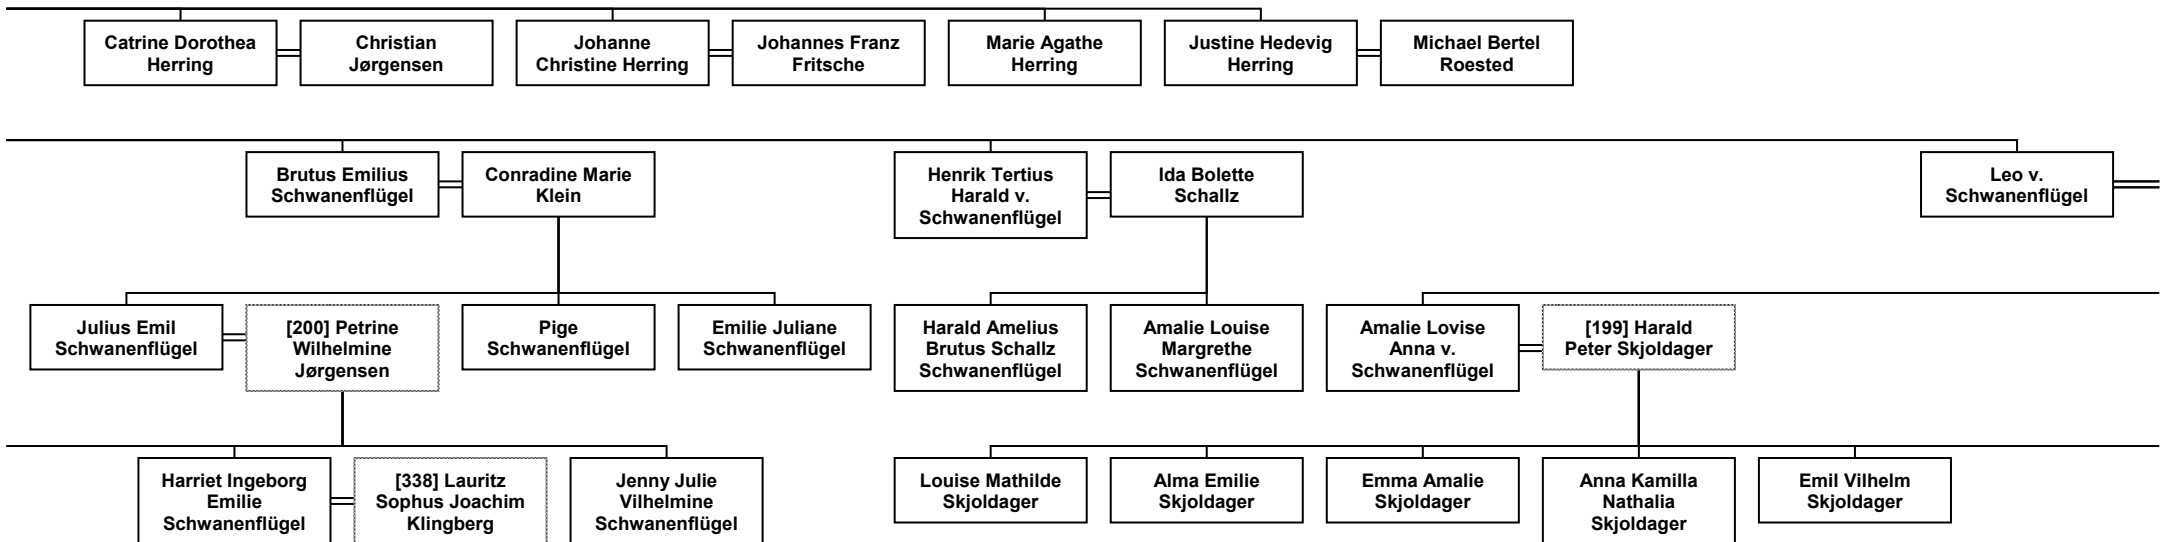 Catrine Dorothea
Herring
Christian
Jørgensen
Johanne
Christine Herring
Johannes Franz
Fritsche
Marie Agathe
Herring
Justine Hedevig
Herring
Michael Bertel
Roested
Brutus Emilius
Schwanenflügel
Conradine Marie
Klein
Henrik Tertius
Harald v.
Schwanenflügel
Ida Bolette
Schallz
Leo v.
Schwanenflügel
Julius Emil
Schwanenflügel
[200] Petrine
Wilhelmine
Jørgensen
Pige
Schwanenflügel
Emilie Juliane
Schwanenflügel
Harald Amelius
Brutus Schallz
Schwanenflügel
Amalie Louise
Margrethe
Schwanenflügel
Amalie Lovise
Anna v.
Schwanenflügel
[199] Harald
Peter Skjoldager
Harriet Ingeborg
Emilie
Schwanenflügel
[338] Lauritz
Sophus Joachim
Klingberg
Jenny Julie
Vilhelmine
Schwanenflügel
Louise Mathilde
Skjoldager
Alma Emilie
Skjoldager
Emma Amalie
Skjoldager
Anna Kamilla
Nathalia
Skjoldager
Emil Vilhelm
Skjoldager